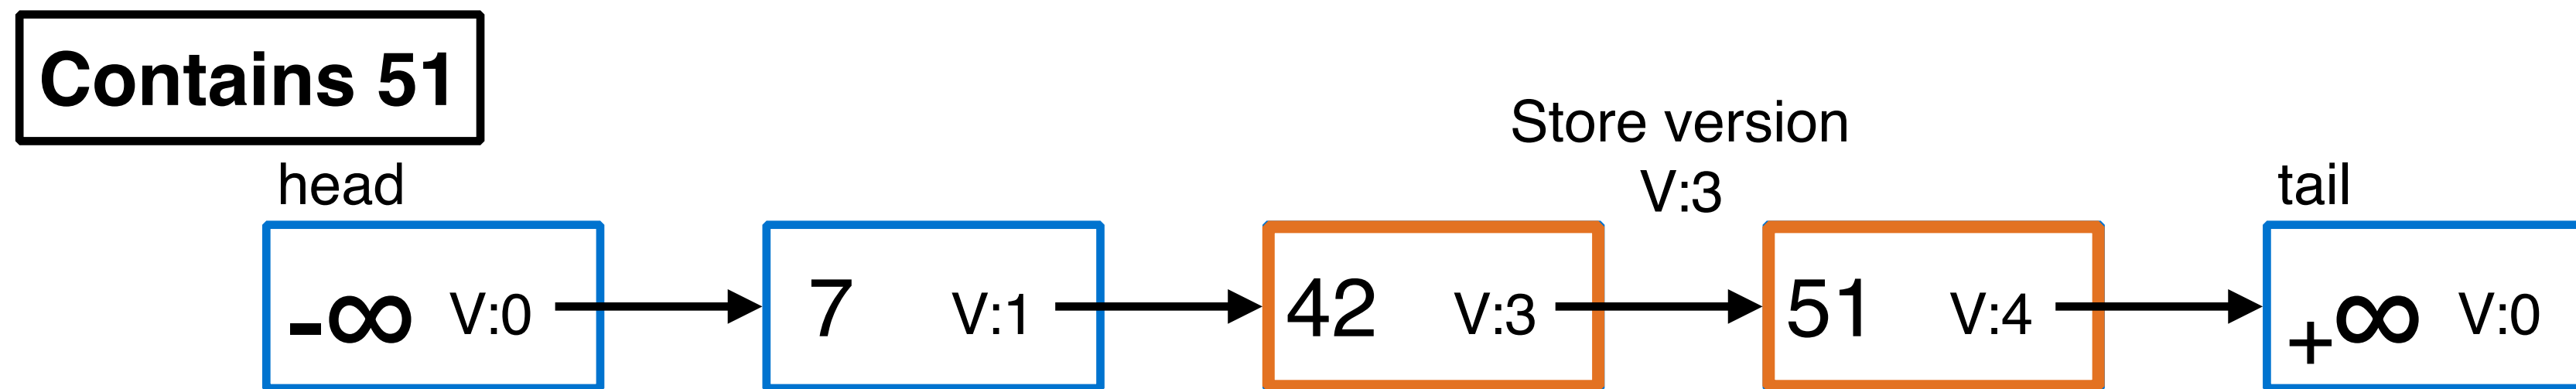 Contains 51
Store version
V:3
head
tail
-∞ V:0
7 V:1
42 V:3
51 V:4
+∞ V:0